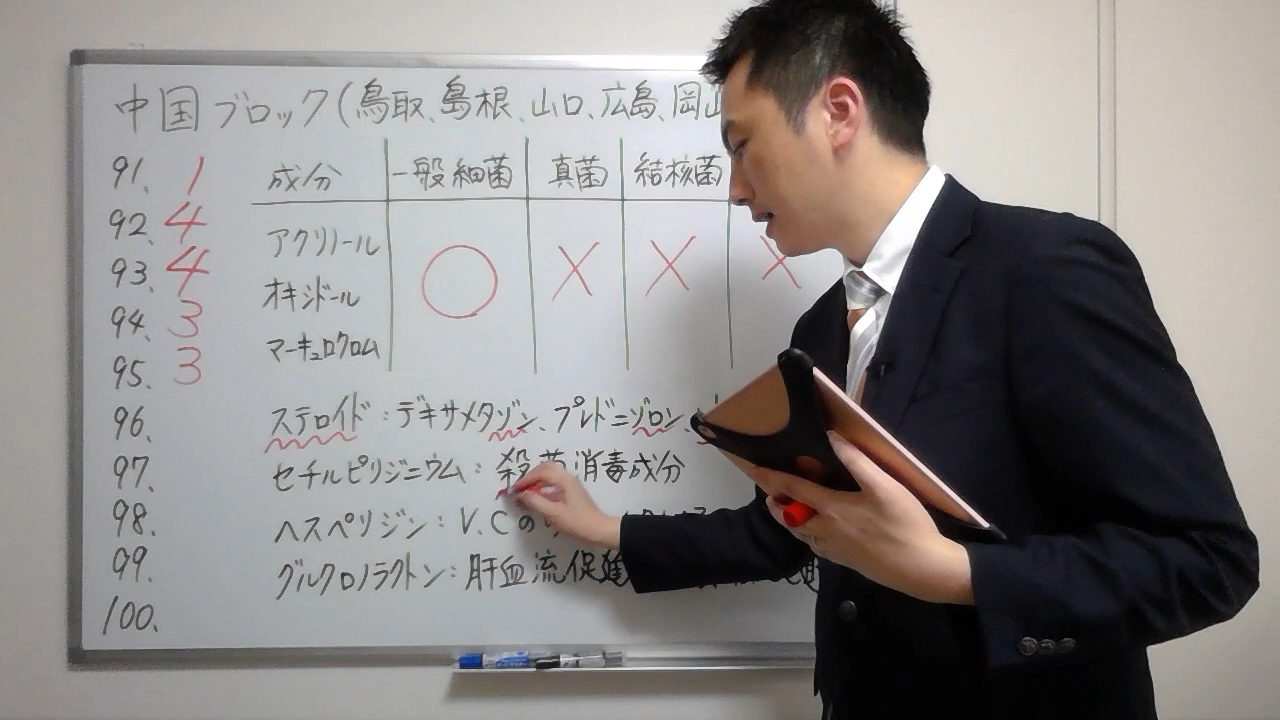 中国ブロック(鳥取、島根、山口、広島、岡山
91. 1
92. 4
93. 4
94. 3
95. 3
96.
97.
98.
99.
100.
成分 一般細菌 真菌 結核菌
アクリノール
オキシドール ○ × × ×
マーキュロクロム
ステロイド:デキサメタゾン、プレドニゾロン、
セチルピリジニウム:殺菌消毒成分
ヘスペリジン:V.Cの
グルクロノラクトン:肝血流促進